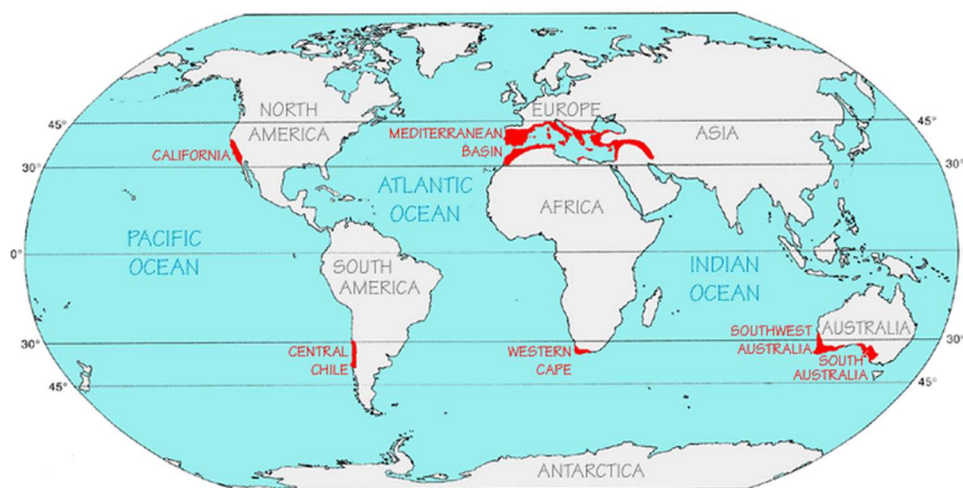 NORTH
AMERICA
EUROPE
ASIA
45°
45°
MEDITERRANEAN
BASIN
CALIFORNIA
30°
30°
ATLANTIC
OCEAN
AFRICA
PACIFIC
OCEAN
0°
0°
SOUTH
AMERICA
INDIAN
OCEAN
SOUTHWEST
AUSTRALIA
AUSTRALIA
30°
30°
CENTRAL
CHILE
WESTERN
CAPE
SOUTH
AUSTRALIA
45°
45°
ANTARCTICA